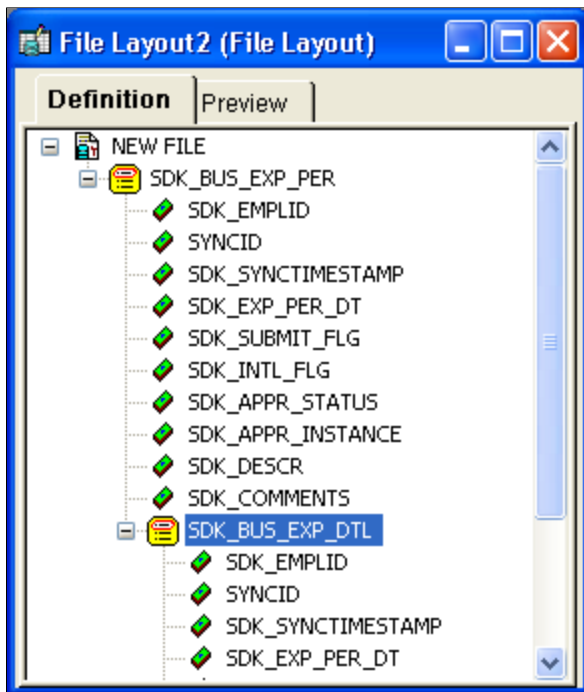 File Layout2 (File Layout)
Definition Preview
NEW FILE
SDK_BUS_EXP_PER
SDK_EMPLID
SYNCID
SDK_SYNCTIMESTAMP
SDK_EXP_PER_DT
SDK_SUBMIT_FLG
SDK_INTL_FLG
SDK_APPR_STATUS
SDK_APPR_INSTANCE
SDK_DESCR
SDK_COMMENTS
SDK_BUS_EXP_DTL
SDK_EMPLID
SYNCID
SDK_SYNCTIMESTAMP
SDK_EXP_PER_DT